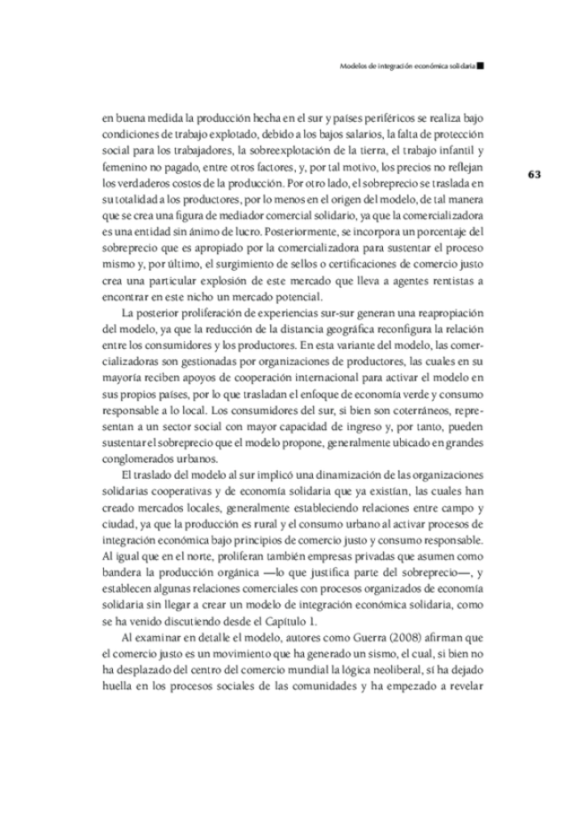 Modelos de integración económica solidaria
en buena medida la producción hecha en el sur y países periféricos se realiza bajo
condiciones de trabajo explotado, debido a los bajos salarios, la falta de protección
social para los trabajadores, la sobreexplotación de la tierra, el trabajo infantil y
femenino no pagado, entre otros factores, y, por tal motivo, los precios no reflejan
63
los verdaderos costos de la producción. Por otro lado, el sobreprecio se traslada en
su totalidad a los productores, por lo menos en el origen del modelo, de tal manera
que se crea una figura de mediador comercial solidario, ya que la comercializadora
es una entidad sin ánimo de lucro. Posteriormente, se incorpora un porcentaje del
sobreprecio que es apropiado por la comercializadora para sustentar el proceso
mismo y, por último, el surgimiento de sellos o certificaciones de comercio justo
crea una particular explosión de este mercado que lleva a agentes rentistas a
encontrar en este nicho un mercado potencial.
La posterior proliferación de experiencias sur-sur generan una reapropiación
del modelo, ya que la reducción de la distancia geográfica reconfigura la relación
entre los consumidores y los productores. En esta variante del modelo, las comer-
cializadoras son gestionadas por organizaciones de productores, las cuales en su
mayoría reciben apoyos de cooperación internacional para activar el modelo en
sus propios países, por lo que trasladan el enfoque de economía verde y consumo
responsable a lo local. Los consumidores del sur, si bien son coterráneos, repre-
sentan a un sector social con mayor capacidad de ingreso y, por tanto, pueden
sustentar el sobreprecio que el modelo propone, generalmente ubicado en grandes
conglomerados urbanos.
El traslado del modelo al sur implicó una dinamización de las organizaciones
solidarias cooperativas y de economía solidaria que ya existían, las cuales han
creado mercados locales, generalmente estableciendo relaciones entre campo y
ciudad, ya que la producción es rural y el consumo urbano al activar procesos de
integración económica bajo principios de comercio justo y consumo responsable.
Al igual que en el norte, proliferan también empresas privadas que asumen como
bandera la producción orgánica —lo que justifica parte del sobreprecio—, y
establecen algunas relaciones comerciales con procesos organizados de economía
solidaria sin llegar a crear un modelo de integración económica solidaria, como
se ha venido discutiendo desde el Capítulo 1.
Al examinar en detalle el modelo, autores como Guerra (2008) afirman que
el comercio justo es un movimiento que ha generado un sismo, el cual, si bien no
ha desplazado del centro del comercio mundial la lógica neoliberal, sí ha dejado
huella en los procesos sociales de las comunidades y ha empezado a revelar